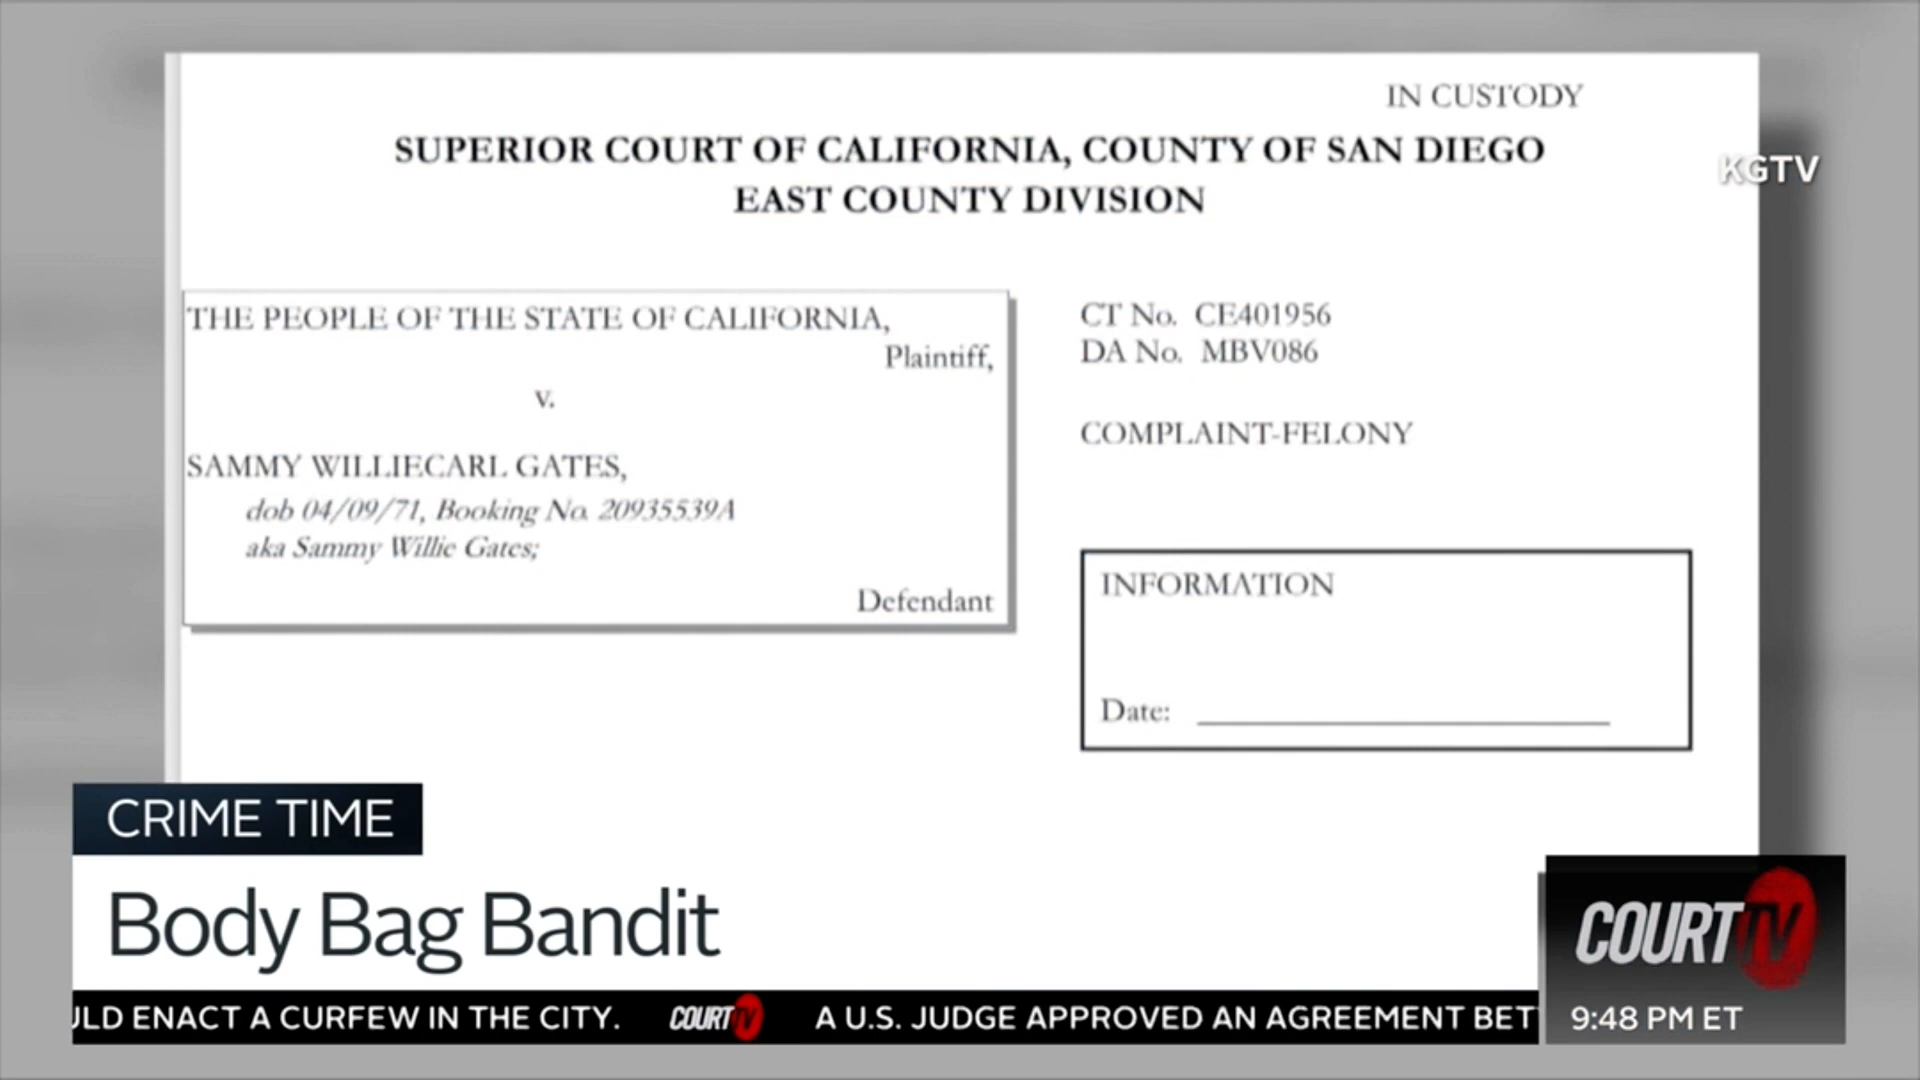 IN CUSTODY
SUPERIOR COURT OF CALIFORNIA, COUNTY OF SAN DIEGO
EAST COUNTY DIVISION
KGTV
THE PEOPLE OF THE STATE OF CALIFORNIA,
Plaintiff,
v.
SAMMY WILLIECARL GATES,
dob 04/09/71, Booking No. 20935539A
aka Sammy Willie Gates;
Defendant
CT No. CE401956
DA No. MBV086
COMPLAINT-FELONY
INFORMATION
Date:
CRIME TIME
Body Bag Bandit
COURT TV
9:48 PM ET
ULD ENACT A CURFEW IN THE CITY. COURT TV A U.S. JUDGE APPROVED AN AGREEMENT BET